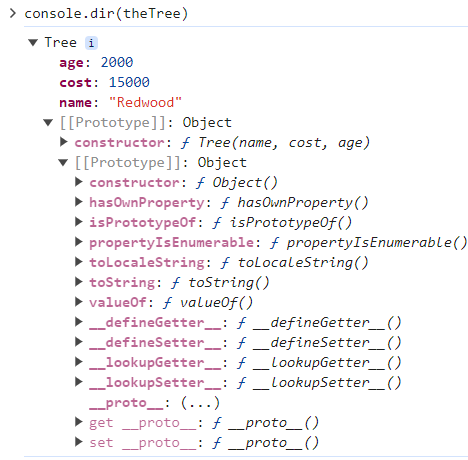 > console.dir(theTree)
▼ Tree i
age: 2000
cost: 15000
name: "Redwood"
▼ [[Prototype]]: Object
▶ constructor: ƒ Tree(name, cost, age)
▼ [[Prototype]]: Object
▶ constructor: ƒ Object()
▶ hasOwnProperty: ƒ hasOwnProperty()
▶ isPrototypeOf: ƒ isPrototypeOf()
▶ propertyIsEnumerable: ƒ propertyIsEnumerable()
▶ toLocaleString: ƒ toLocaleString()
▶ toString: ƒ toString()
▶ valueOf: ƒ valueOf()
▶ __defineGetter__: ƒ __defineGetter__()
▶ __defineSetter__: ƒ __defineSetter__()
▶ __lookupGetter__: ƒ __lookupGetter__()
▶ __lookupSetter__: ƒ __lookupSetter__()
__proto__: (...)
▶ get __proto__: ƒ __proto__()
▶ set __proto__: ƒ __proto__()